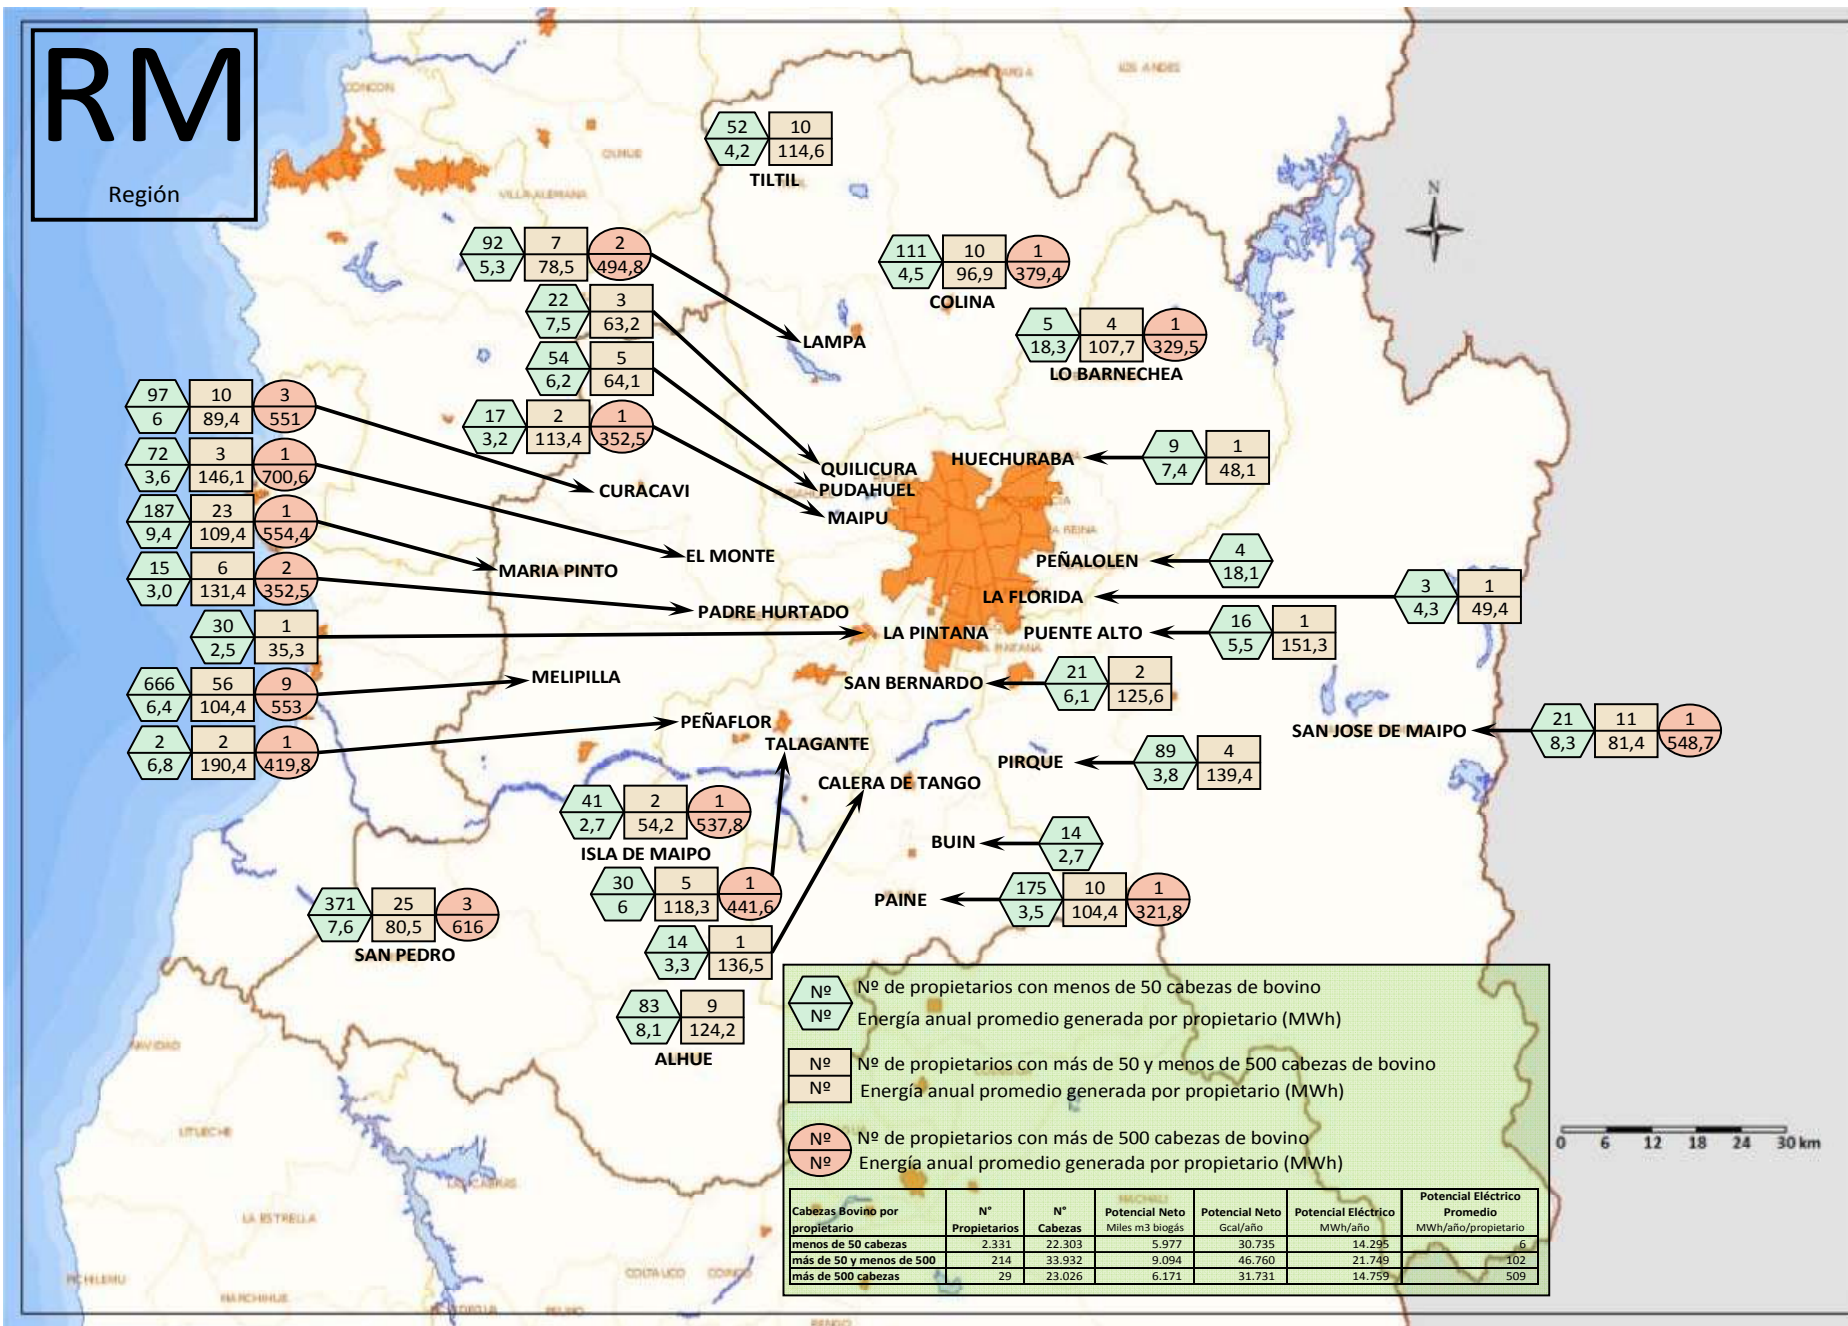 RM
Región
CONCON
LOS ANDES
VILLA ALEMANA
52
10
4,2
114,6
TILTIL
92
7
2
5,3
78,5
494,8
LAMPA
111
10
1
4,5
96,9
379,4
COLINA
22
3
7,5
63,2
QUILICURA
5
4
1
18,3
107,7
329,5
LO BARNECHEA
54
5
6,2
64,1
PUDAHUEL
17
2
1
3,2
113,4
352,5
MAIPU
97
10
3
6
89,4
551
CURACAVI
72
3
1
3,6
146,1
700,6
EL MONTE
187
23
1
9,4
109,4
554,4
MARIA PINTO
15
6
2
3,0
131,4
352,5
PADRE HURTADO
30
1
2,5
35,3
LA PINTANA
666
56
9
6,4
104,4
553
MELIPILLA
2
2
1
6,8
190,4
419,8
PEÑAFLOR
HUECHURABA
9
1
7,4
48,1
PEÑALOLEN
4
18,1
LA FLORIDA
3
1
4,3
49,4
PUENTE ALTO
16
1
5,5
151,3
SAN BERNARDO
21
2
6,1
125,6
SAN JOSE DE MAIPO
21
11
1
8,3
81,4
548,7
PIRQUE
89
4
3,8
139,4
TALAGANTE
CALERA DE TANGO
41
2
1
2,7
54,2
537,8
ISLA DE MAIPO
BUIN
14
2,7
30
5
1
6
118,3
441,6
PAINE
175
10
1
3,5
104,4
321,8
371
25
3
7,6
80,5
616
SAN PEDRO
14
1
3,3
136,5
83
9
8,1
124,2
ALHUE
N
NAVIDAD
LITUECHE
LAS CABRAS
LA ESTRELLA
PICHILEMU
MARCHIHUE
COLTAUCO
COINCO
RENGO
Nº Nº de propietarios con menos de 50 cabezas de bovino
Nº Energía anual promedio generada por propietario (MWh)
Nº Nº de propietarios con más de 50 y menos de 500 cabezas de bovino
Nº Energía anual promedio generada por propietario (MWh)
Nº Nº de propietarios con más de 500 cabezas de bovino
Nº Energía anual promedio generada por propietario (MWh)
0 6 12 18 24 30 km
Cabezas Bovino por propietario N° Propietarios N° Cabezas Potencial Neto Miles m3 biogás Potencial Neto Gcal/año Potencial Eléctrico MWh/año Potencial Eléctrico Promedio MWh/año/propietario
menos de 50 cabezas 2.331 22.303 5.977 30.735 14.295 6
más de 50 y menos de 500 214 33.932 9.094 46.760 21.749 102
más de 500 cabezas 29 23.026 6.171 31.731 14.759 509